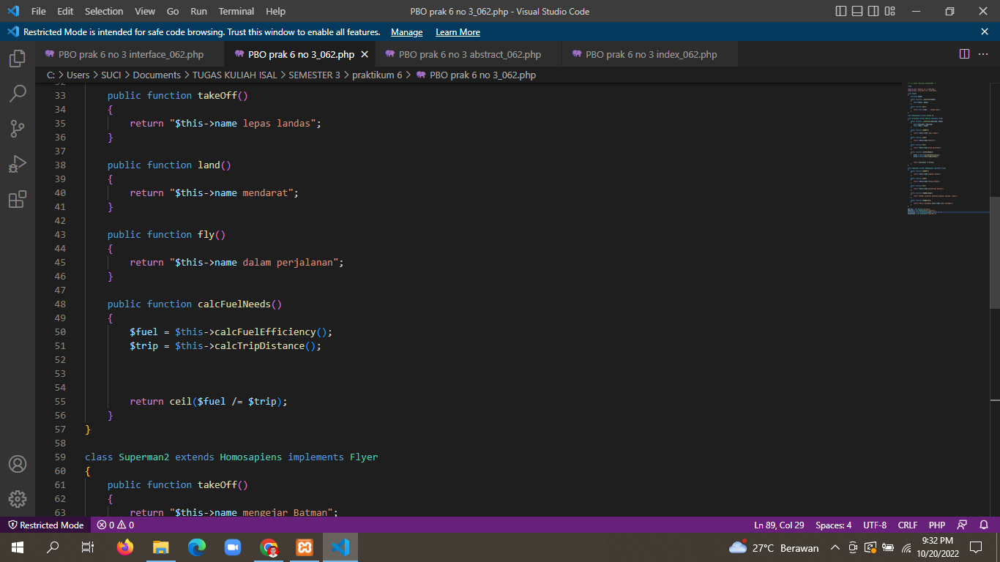 File Edit Selection View Go Run Terminal Help PBO prak 6 no 3_062.php - Visual Studio Code
Restricted Mode is intended for safe code browsing. Trust this window to enable all features. Manage Learn More
PBO prak 6 no 3 interface_062.php PBO prak 6 no 3_062.php PBO prak 6 no 3 abstract_062.php PBO prak 6 no 3 index_062.php
C: > Users > SUCI > Documents > TUGAS KULIAH ISAL > SEMESTER 3 > praktikum 6 > PBO prak 6 no 3_062.php
32
33 public function takeOff()
34 {
35 return "$this->name lepas landas";
36 }
37
38 public function land()
39 {
40 return "$this->name mendarat";
41 }
42
43 public function fly()
44 {
45 return "$this->name dalam perjalanan";
46 }
47
48 public function calcFuelNeeds()
49 {
50 $fuel = $this->calcFuelEfficiency();
51 $trip = $this->calcTripDistance();
52
53
54
55 return ceil($fuel /= $trip);
56 }
57 }
58
59 class Superman2 extends Homosapiens implements Flyer
60 {
61 public function takeOff()
62 {
63 return "$this->name mengejar Batman";
Restricted Mode 0 0 Ln 89, Col 29 Spaces: 4 UTF-8 CRLF PHP
27°C Berawan 9:32 PM
10/20/2022